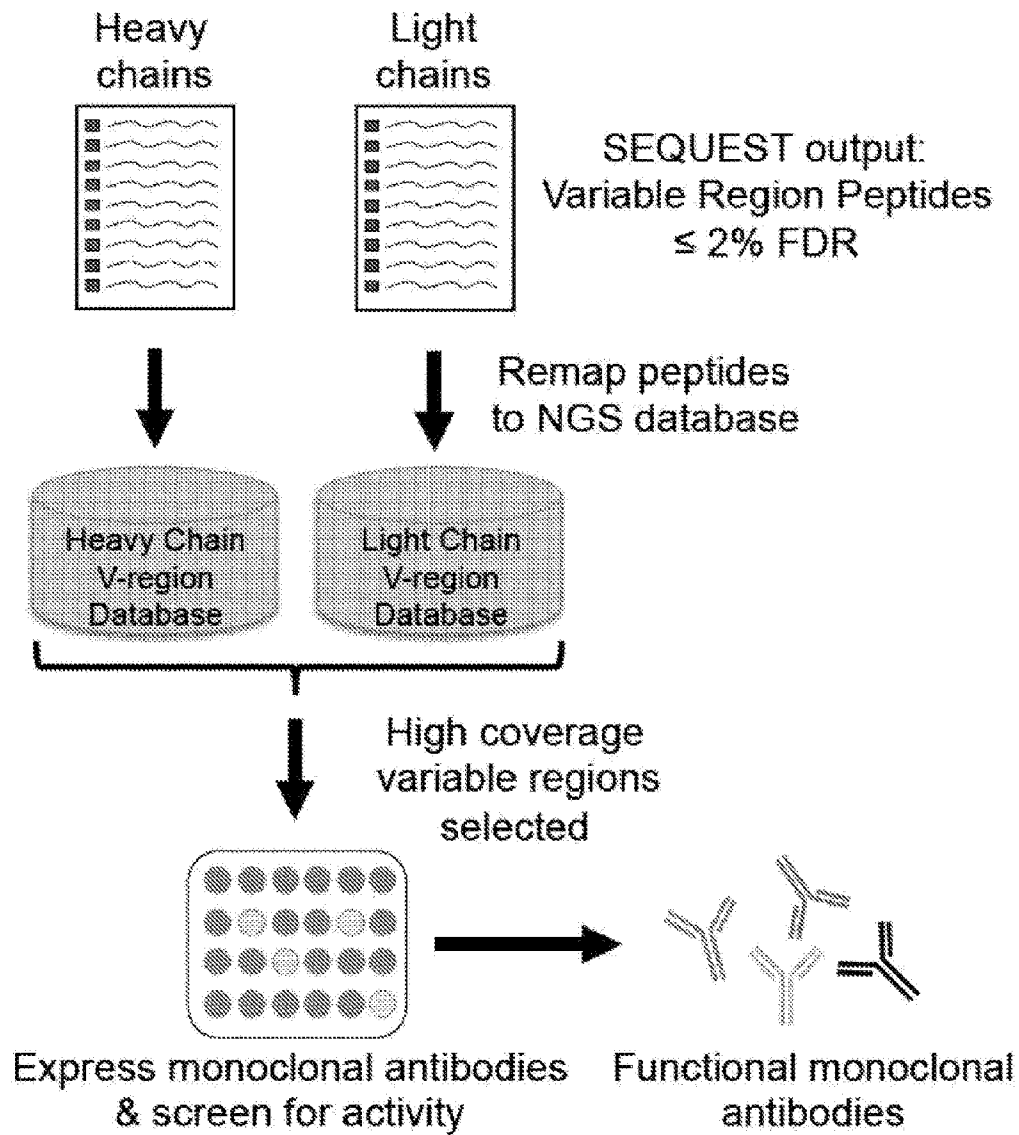 Heavy
chains
Light
chains
SEQUEST output:
Variable Region Peptides
≤ 2% FDR
Remap peptides
to NGS database
Heavy Chain
V-region
Database
Light Chain
V-region
Database
High coverage
variable regions
selected
Express monoclonal antibodies
& screen for activity
Functional monoclonal
antibodies